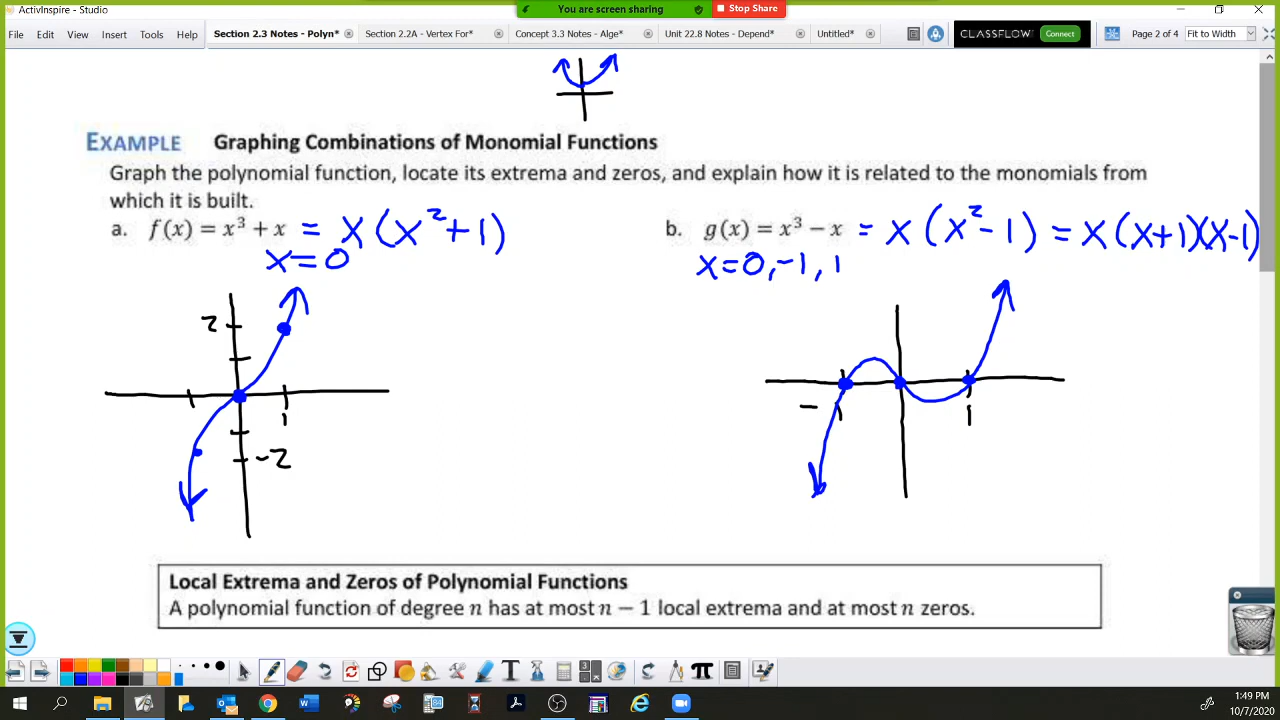 ActivInspire - Studio
You are screen sharing
Stop Share
File Edit View Insert Tools Help
Section 2.3 Notes - Polyn*
Section 2.2A - Vertex For*
Concept 3.3 Notes - Alge*
Unit 22.8 Notes - Depend*
Untitled*
CLASSFLOW Connect
Page 2 of 4
Fit to Width
EXAMPLE Graphing Combinations of Monomial Functions
Graph the polynomial function, locate its extrema and zeros, and explain how it is related to the monomials from
which it is built.
a. f(x) = x³ + x = x(x²+1)
x=0
b. g(x) = x³ − x = x(x²-1) = x(x+1)(x-1)
x=0,-1,1
2
1
-2
-1
1
Local Extrema and Zeros of Polynomial Functions
A polynomial function of degree n has at most n − 1 local extrema and at most n zeros.
1:49 PM
10/7/2020